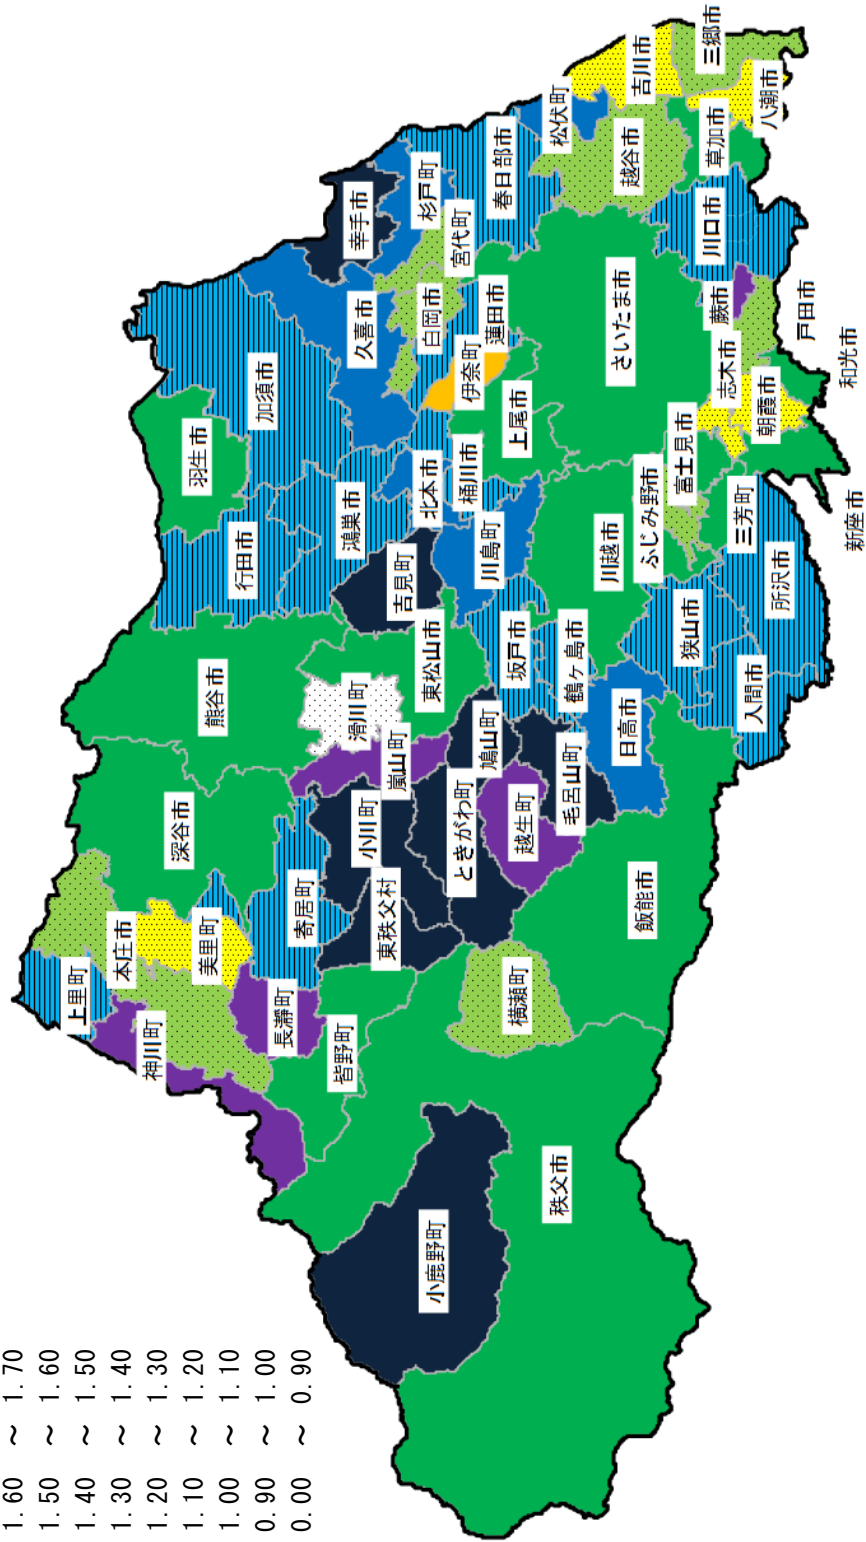 1.60 ～ 1.70
1.50 ～ 1.60
1.40 ～ 1.50
1.30 ～ 1.40
1.20 ～ 1.30
1.10 ～ 1.20
1.00 ～ 1.10
0.90 ～ 1.00
0.00 ～ 0.90
上里町
神川町
本庄市
美里町
深谷市
熊谷市
行田市
羽生市
加須市
長瀞町
寄居町
皆野町
東秩父村
小川町
嵐山町
滑川町
東松山市
吉見町
鴻巣市
北本市
桶川市
久喜市
幸手市
杉戸町
宮代町
白岡市
蓮田市
伊奈町
上尾市
春日部市
松伏町
小鹿野町
秩父市
横瀬町
ときがわ町
越生町
鳩山町
毛呂山町
坂戸市
鶴ヶ島市
川島町
川越市
日高市
飯能市
狭山市
入間市
所沢市
三芳町
ふじみ野市
富士見市
さいたま市
志木市
朝霞市
新座市
和光市
戸田市
蕨市
川口市
越谷市
草加市
吉川市
三郷市
八潮市